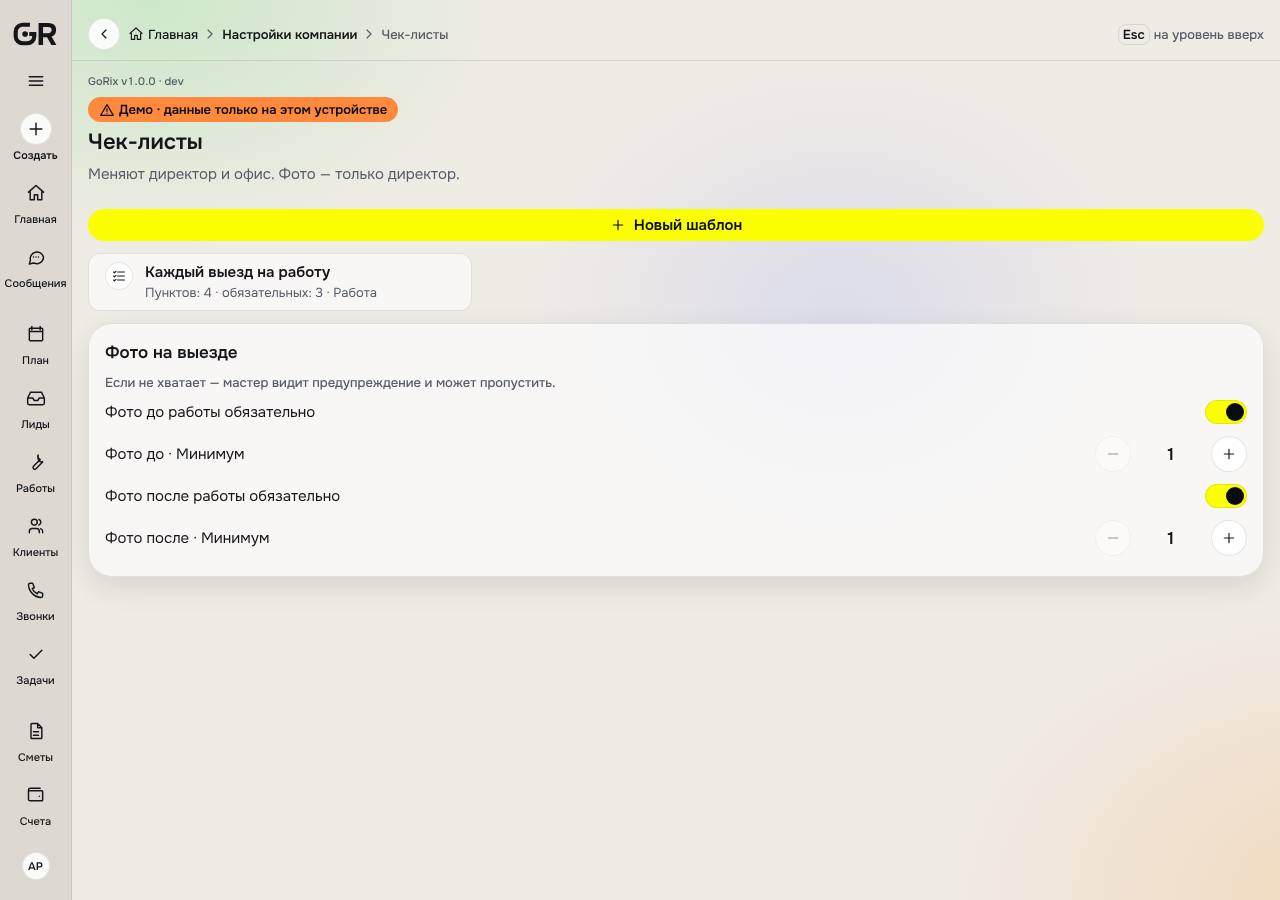 GR
Главная
Настройки компании
Чек-листы
Esc на уровень вверх
GoRix v1.0.0 · dev
Демо · данные только на этом устройстве
Чек-листы
Меняют директор и офис. Фото — только директор.
Новый шаблон
Каждый выезд на работу
Пунктов: 4 · обязательных: 3 · Работа
Фото на выезде
Если не хватает — мастер видит предупреждение и может пропустить.
Фото до работы обязательно
Фото до · Минимум
1
Фото после работы обязательно
Фото после · Минимум
1
Создать
Главная
Сообщения
План
Лиды
Работы
Клиенты
Звонки
Задачи
Сметы
Счета
AP